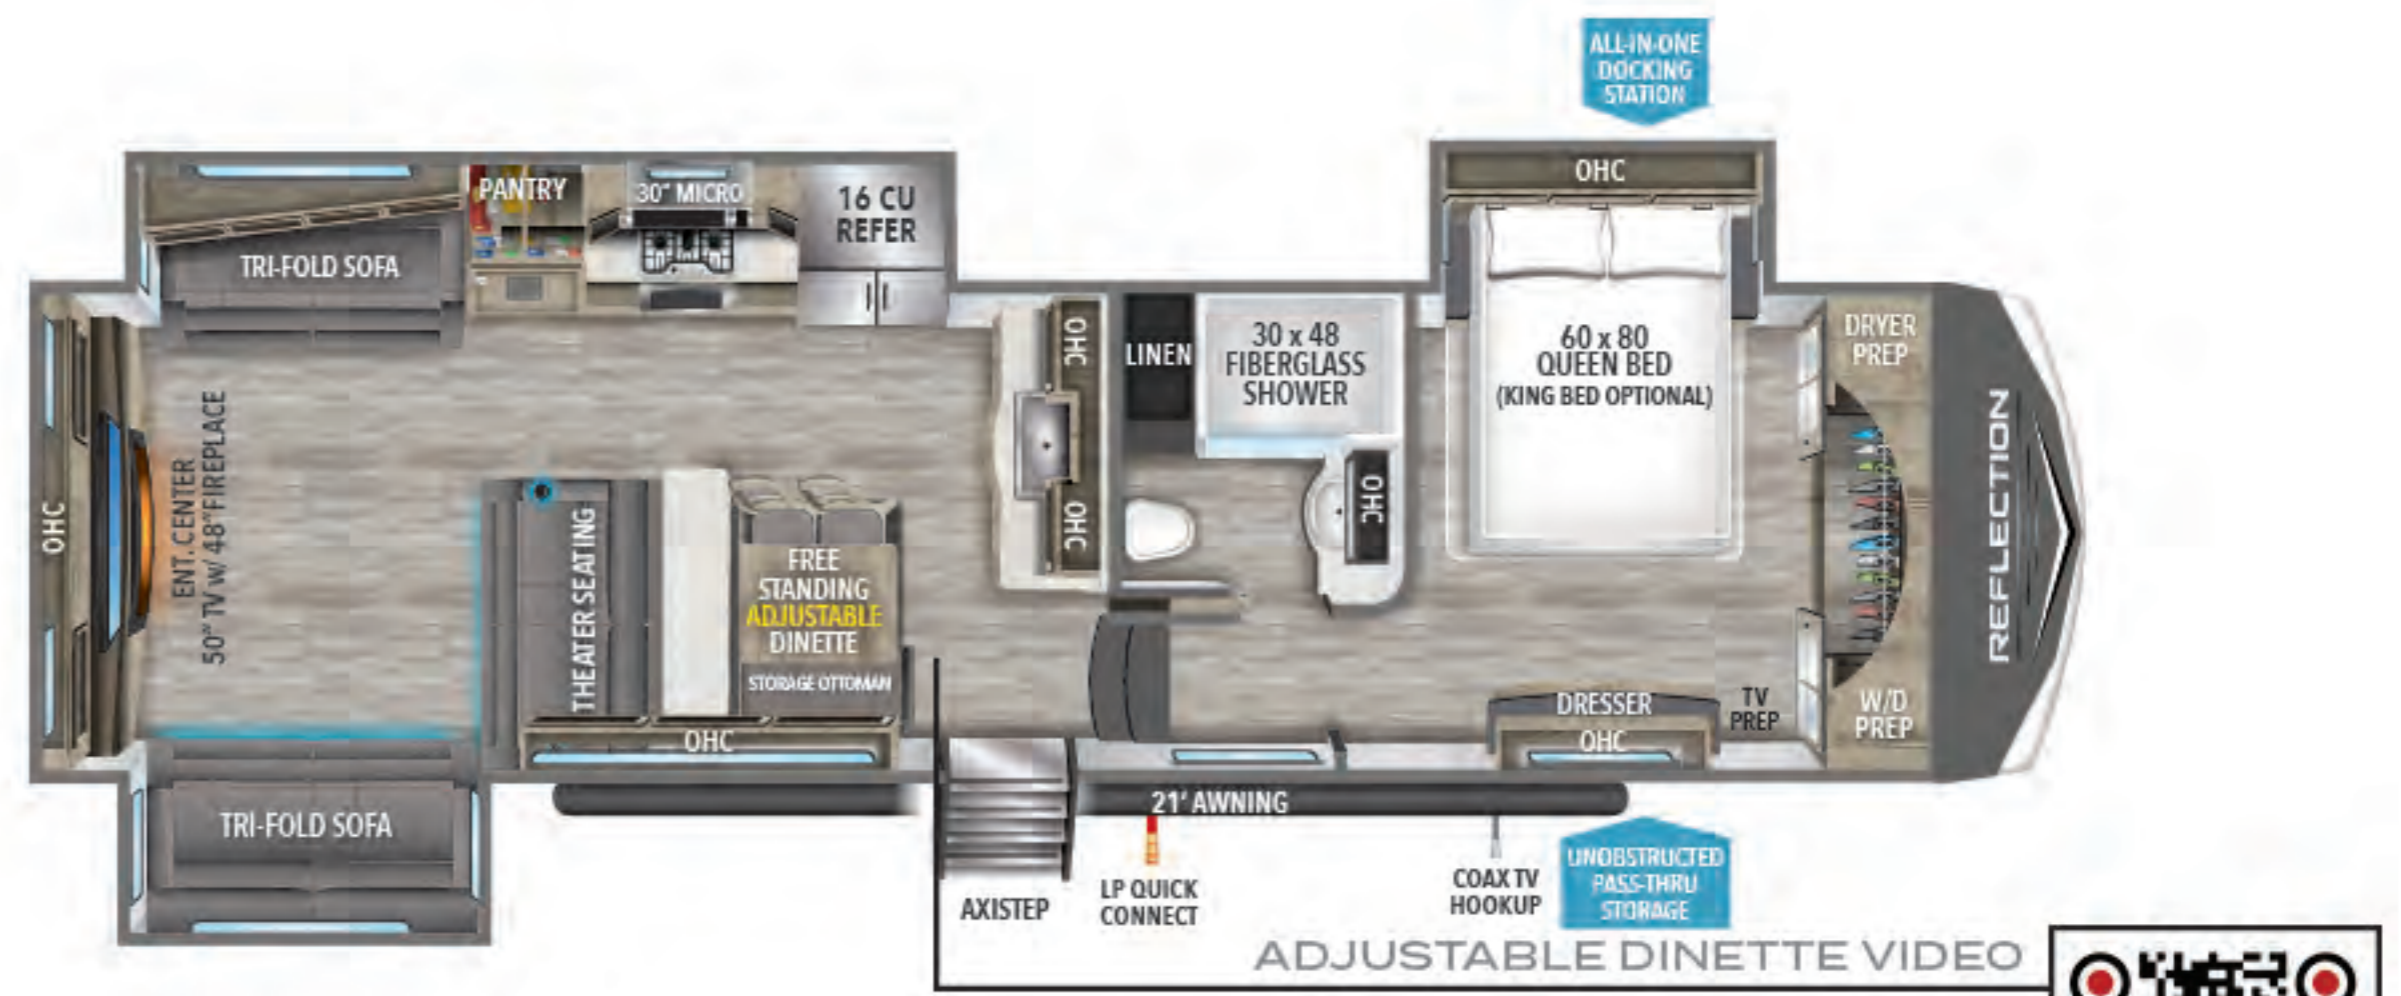 ALL-IN-ONE
DOCKING
STATION
OHC
PANTRY
30" MICRO
16 CU
REFER
TRI-FOLD SOFA
OHC
OHC
LINEN
30 x 48
FIBERGLASS
SHOWER
OHC
60 x 80
QUEEN BED
(KING BED OPTIONAL)
DRYER
PREP
REFLECTION
OHC
ENT. CENTER
50" TV w/ 48" FIREPLACE
THEATER SEATING
FREE
STANDING
ADJUSTABLE
DINETTE
STORAGE OTTOMAN
OHC
DRESSER
OHC
TV
PREP
W/D
PREP
TRI-FOLD SOFA
21' AWNING
AXISTEP
LP QUICK
CONNECT
COAX TV
HOOKUP
UNOBSTRUCTED
PASS-THRU
STORAGE
ADJUSTABLE DINETTE VIDEO